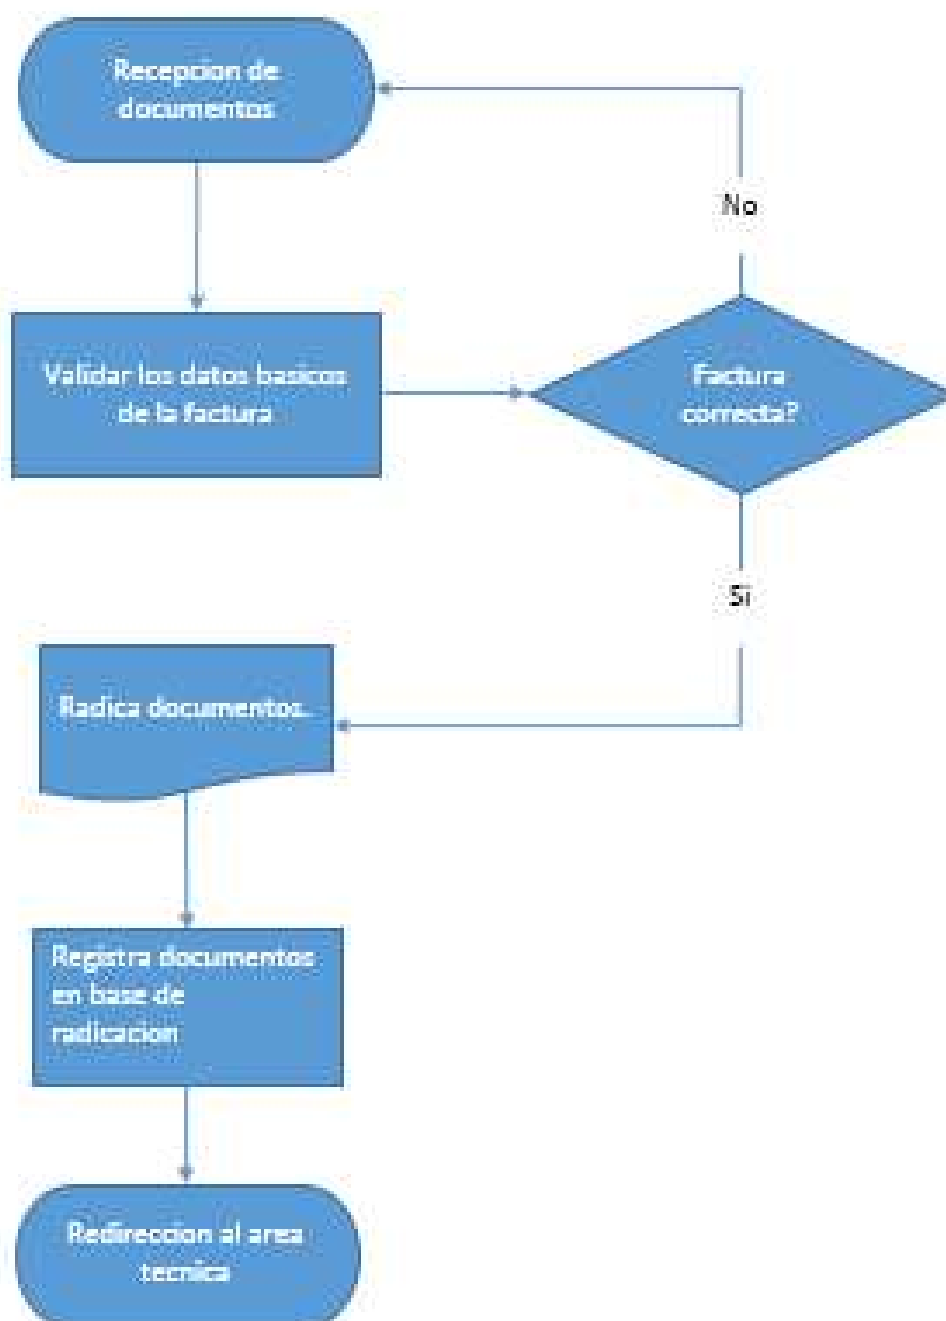 Recepcion de
documentos
No
Validar los datos basicos
de la factura
Factura
correcta?
Si
Radica documentos.
Registra documentos
en base de
radicacion
Redireccion al area
tecnica